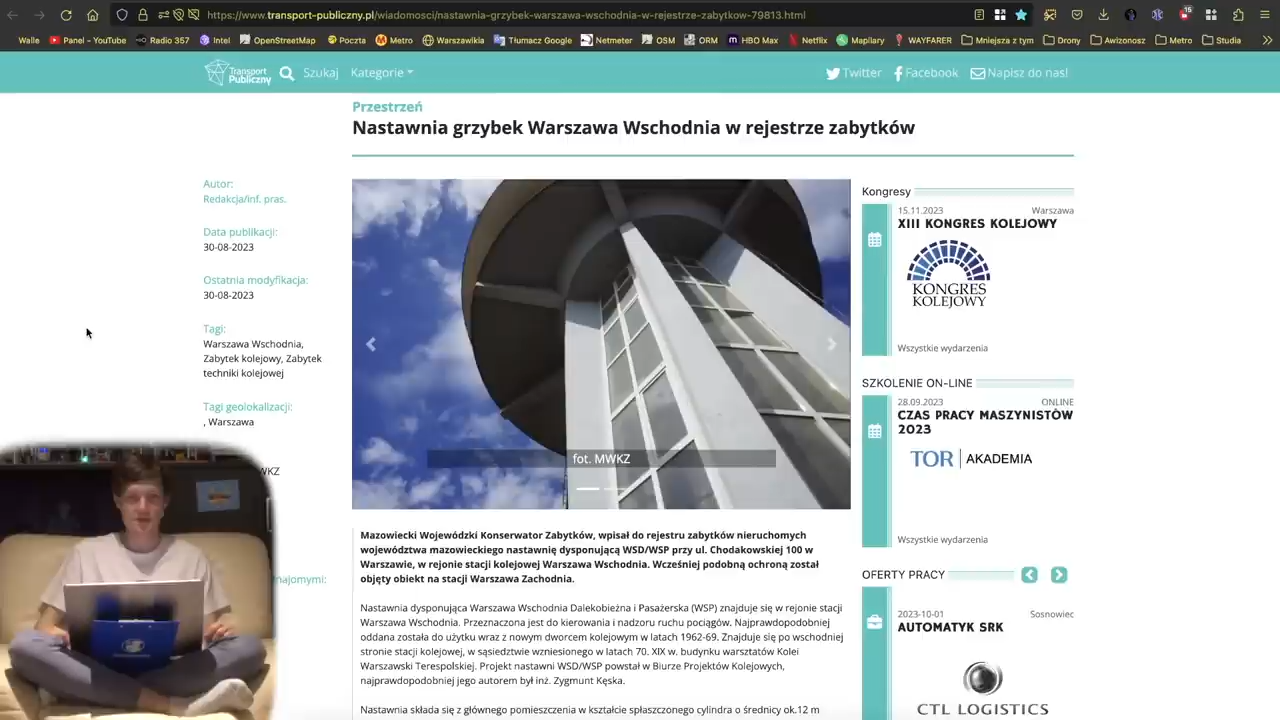 https://www.transport-publiczny.pl/wiadomosci/nastawnia-grzybek-warszawa-wschodnia-w-rejestrze-zabytkow-79813.html
15
Walle
Panel – YouTube
Radio 357
Intel
OpenStreetMap
Poczta
Metro
Warszawikia
Tłumacz Google
Netmeter
OSM
ORM
HBO Max
Netflix
Mapilary
WAYFARER
Mniejsza z tym
Drony
Awizonosz
Metro
Studia
Transport
Publiczny
Szukaj
Kategorie
Twitter
Facebook
Napisz do nas!
Przestrzeń
Nastawnia grzybek Warszawa Wschodnia w rejestrze zabytków
Autor:
Redakcja/inf. pras.
Data publikacji:
30-08-2023
Ostatnia modyfikacja:
30-08-2023
Tagi:
Warszawa Wschodnia,
Zabytek kolejowy, Zabytek
techniki kolejowej
Tagi geolokalizacji:
, Warszawa
WKZ
najomymi:
fot. MWKZ
Mazowiecki Wojewódzki Konserwator Zabytków, wpisał do rejestru zabytków nieruchomych
województwa mazowieckiego nastawnię dysponującą WSD/WSP przy ul. Chodakowskiej 100 w
Warszawie, w rejonie stacji kolejowej Warszawa Wschodnia. Wcześniej podobną ochroną został
objęty obiekt na stacji Warszawa Zachodnia.
Nastawnia dysponująca Warszawa Wschodnia Dalekobieżna i Pasażerska (WSP) znajduje się w rejonie stacji
Warszawa Wschodnia. Przeznaczona jest do kierowania i nadzoru ruchu pociągów. Najprawdopodobniej
oddana została do użytku wraz z nowym dworcem kolejowym w latach 1962-69. Znajduje się po wschodniej
stronie stacji kolejowej, w sąsiedztwie wzniesionego w latach 70. XIX w. budynku warsztatów Kolei
Warszawski Terespolskiej. Projekt nastawni WSD/WSP powstał w Biurze Projektów Kolejowych,
najprawdopodobniej jego autorem był inż. Zygmunt Kęska.
Nastawnia składa się z głównego pomieszczenia w kształcie spłaszczonego cylindra o średnicy ok.12 m
Kongresy
15.11.2023
Warszawa
XIII KONGRES KOLEJOWY
KONGRES
KOLEJOWY
Wszystkie wydarzenia
SZKOLENIE ON-LINE
28.09.2023
ONLINE
CZAS PRACY MASZYNISTÓW
2023
TOR AKADEMIA
Wszystkie wydarzenia
OFERTY PRACY
2023-10-01
Sosnowiec
AUTOMATYK SRK
CTL LOGISTICS